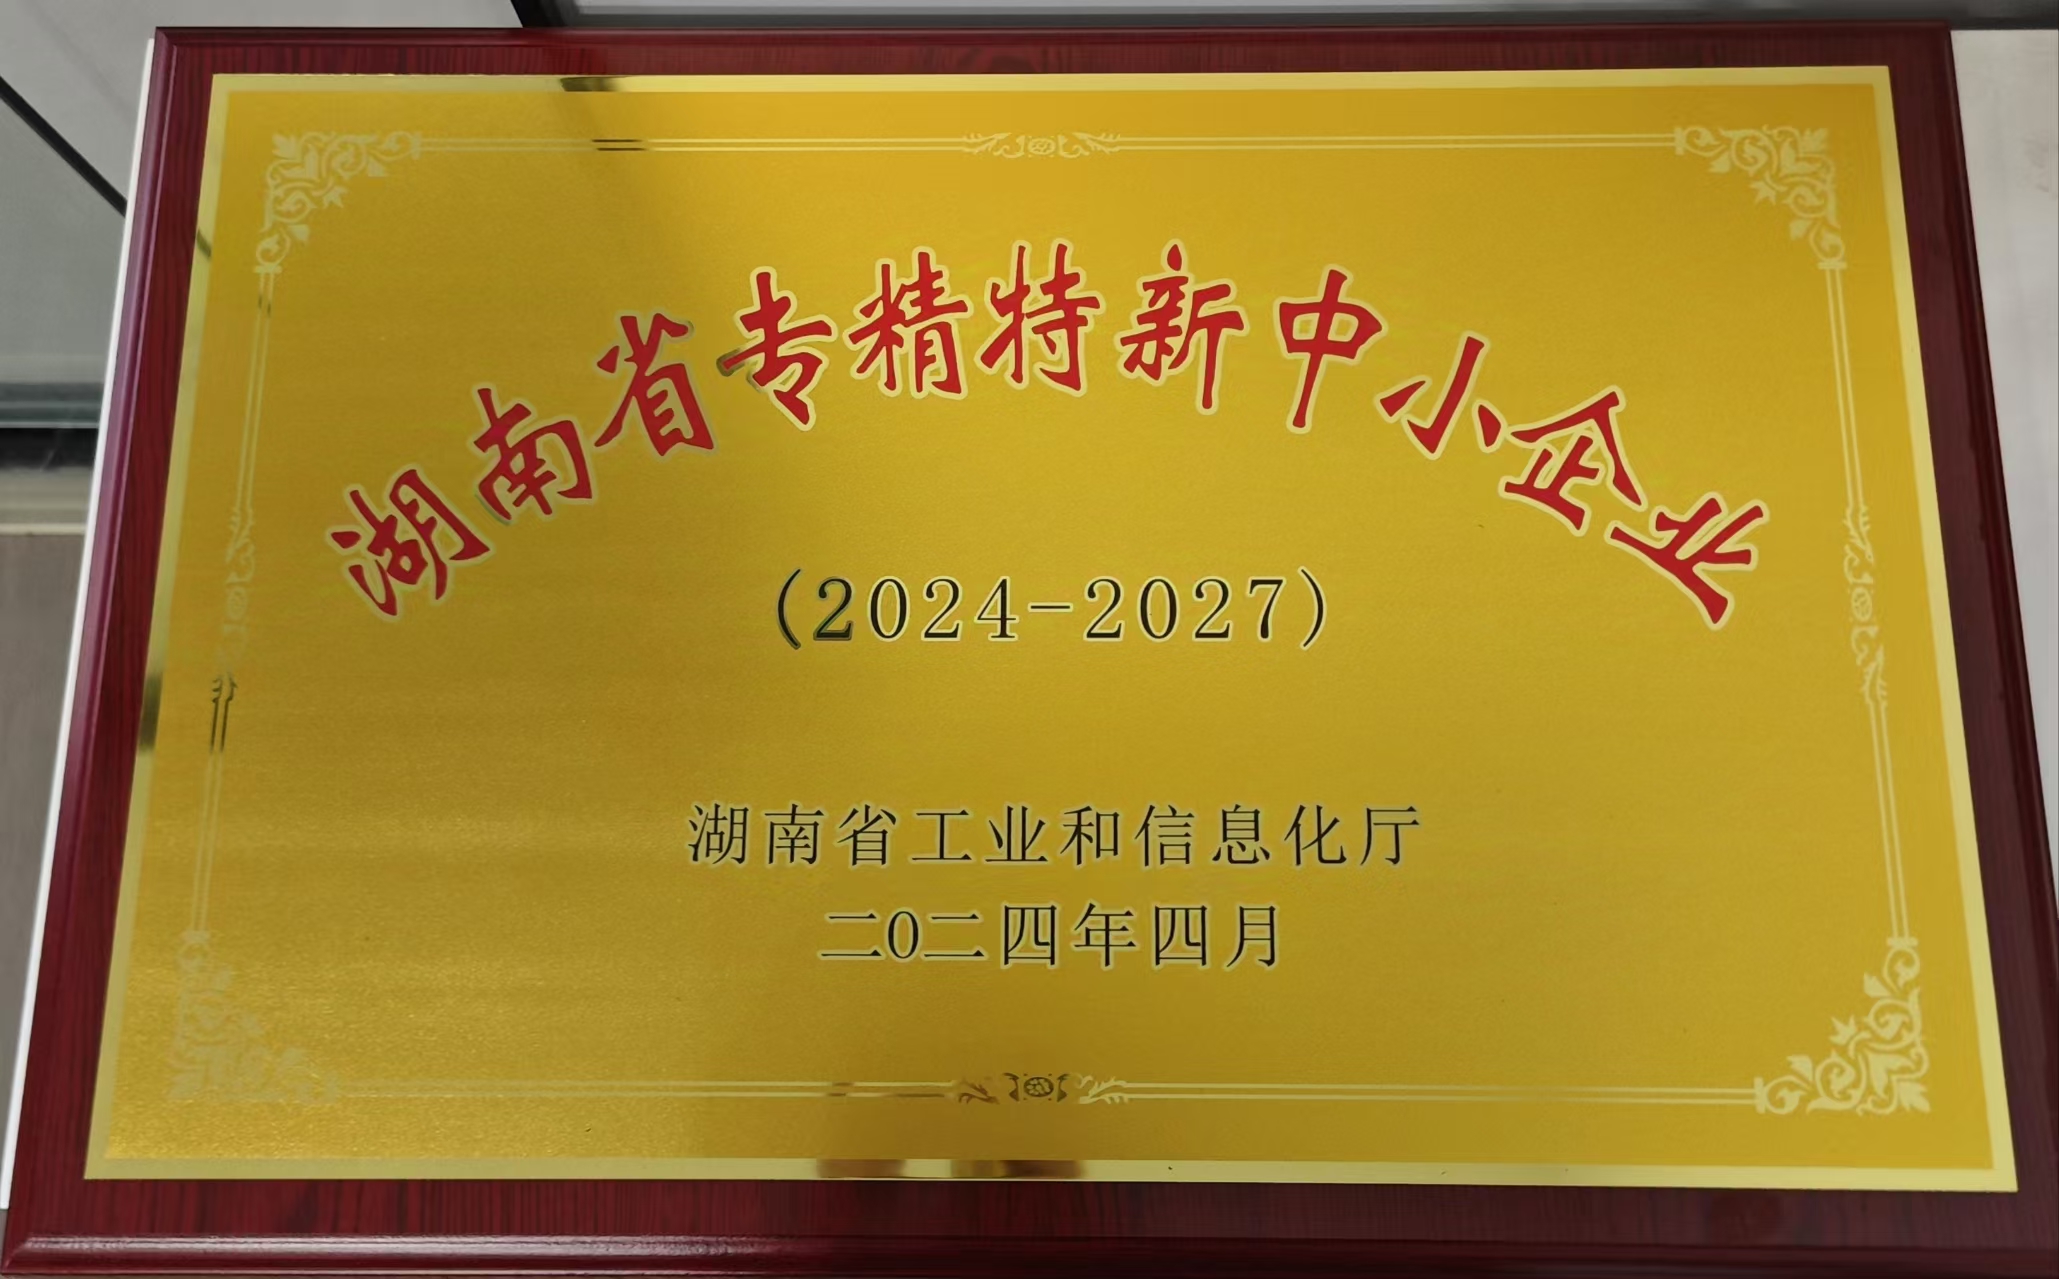 湖南省专精特新中小企业
(2024-2027)
湖南省工业和信息化厅
二0二四年四月